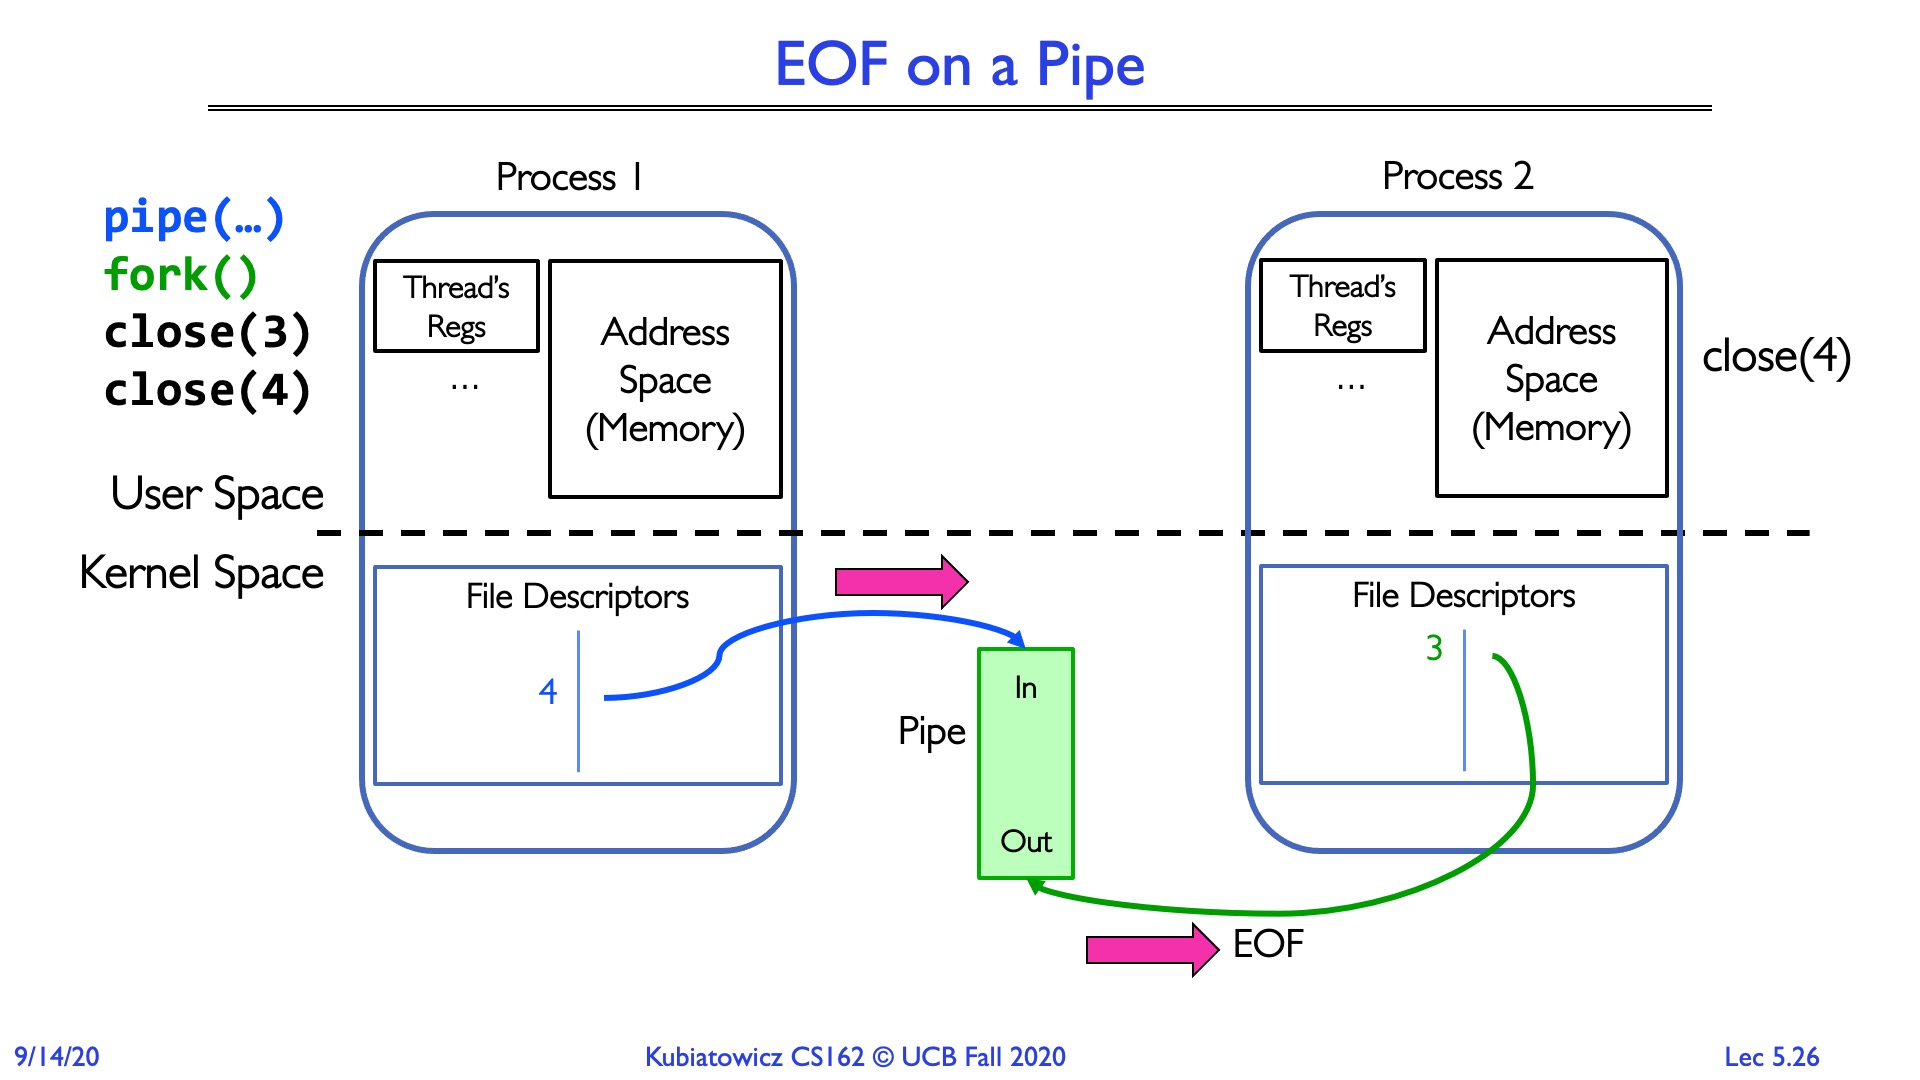 EOF on a Pipe
Process 1
Process 2
pipe(…)
fork()
close(3)
close(4)
Thread's
Regs
...
Address
Space
(Memory)
Thread's
Regs
...
Address
Space
(Memory)
close(4)
User Space
Kernel Space
File Descriptors
4
File Descriptors
3
In
Pipe
Out
EOF
9/14/20
Kubiatowicz CS162 © UCB Fall 2020
Lec 5.26